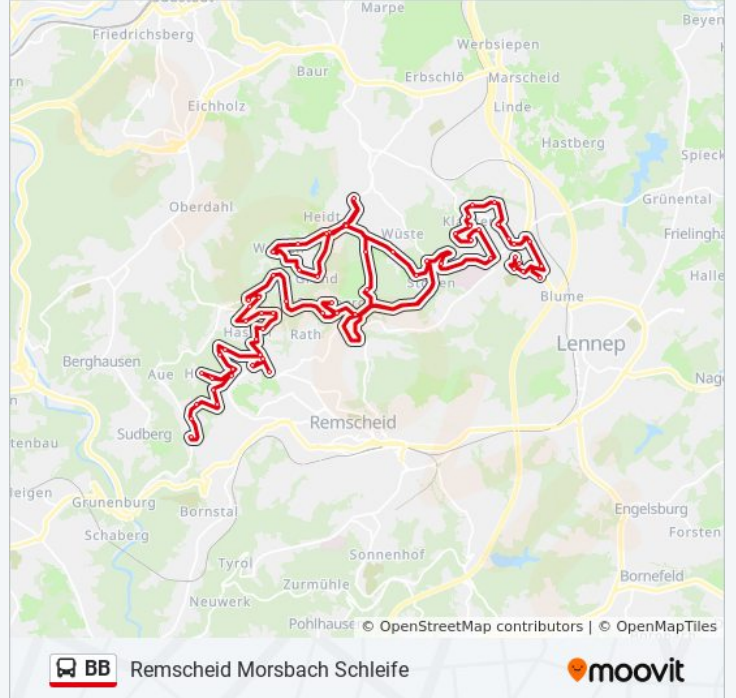 Marpe
Friedrichsberg
Beyen
Werbsiepen
Baur
Erbschlö
Marscheid
Eichholz
Linde
Hastberg
Spieck
Oberdahl
Heidt
Grünental
Wüste
Frielingha
Halle
Blume
Rath
Lennep
Berghausen
Aue
Nage
Remscheid
Sudberg
tenbau
leigen
Grunenburg
Bornstal
Engelsburg
Schaberg
Forsten
Sonnenhof
Tyrol
Bornefeld
Zurmühle
Neuwerk
Pohlhause
© OpenStreetMap contributors | © OpenMapTiles
BB Remscheid Morsbach Schleife moovit